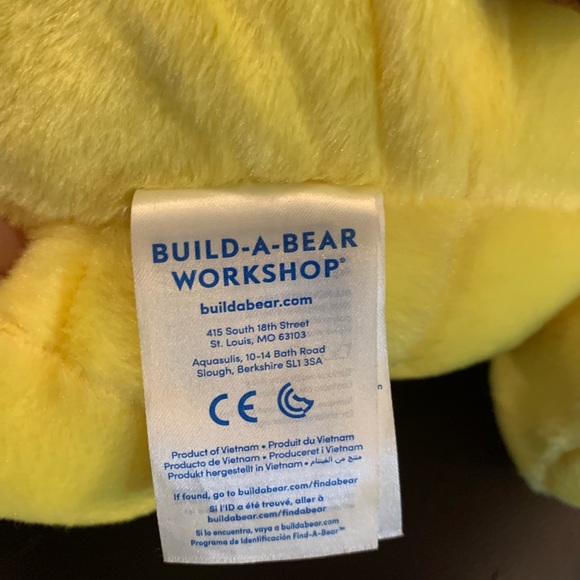 BUILD-A-BEAR
WORKSHOP®
buildabear.com
415 South 18th Street
St. Louis, MO 63103
Aquasulis, 10-14 Bath Road
Slough, Berkshire SL1 3SA
CE
Product of Vietnam • Produit du Vietnam
Producto de Vietnam • Produceret i Vietnam
Produkt hergestellt in Vietnam • منتج من الفيتنام
If found, go to buildabear.com/findabear
Si l'ID a été trouvé, aller à
buildabear.com/findabear
Si lo encuentra, vaya a buildabear.com
Programa de Identificación Find-A-Bear™